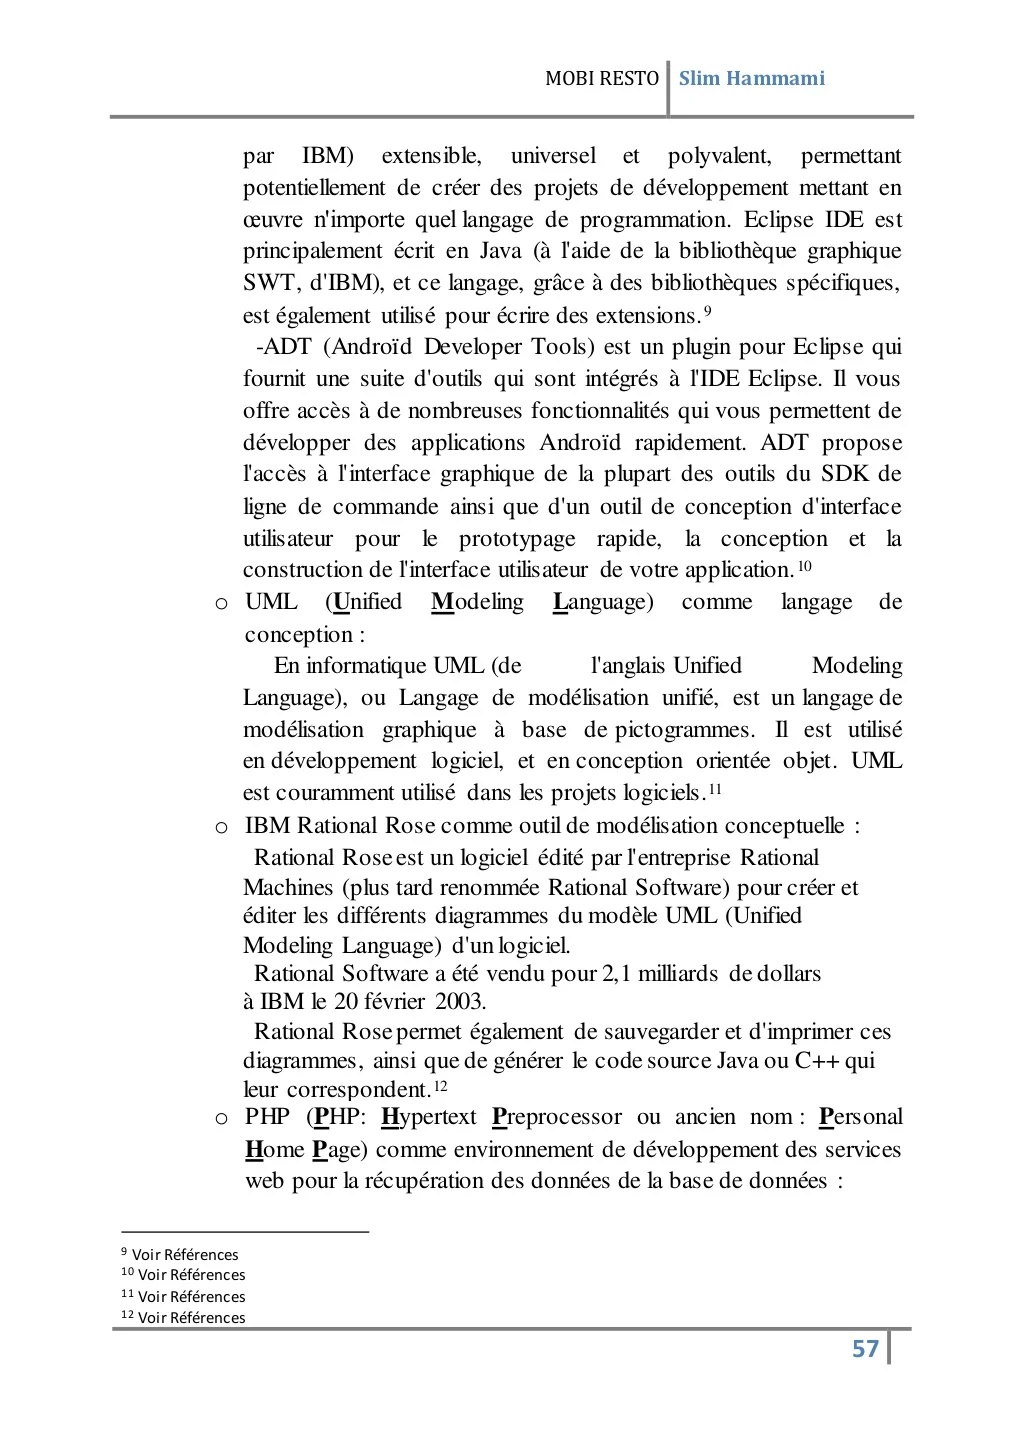 MOBI RESTO Slim Hammami
par IBM) extensible, universel et polyvalent, permettant
potentiellement de créer des projets de développement mettant en
œuvre n'importe quel langage de programmation. Eclipse IDE est
principalement écrit en Java (à l'aide de la bibliothèque graphique
SWT, d'IBM), et ce langage, grâce à des bibliothèques spécifiques,
est également utilisé pour écrire des extensions.9
-ADT (Androïd Developer Tools) est un plugin pour Eclipse qui
fournit une suite d'outils qui sont intégrés à l'IDE Eclipse. Il vous
offre accès à de nombreuses fonctionnalités qui vous permettent de
développer des applications Androïd rapidement. ADT propose
l'accès à l'interface graphique de la plupart des outils du SDK de
ligne de commande ainsi que d'un outil de conception d'interface
utilisateur pour le prototypage rapide, la conception et la
construction de l'interface utilisateur de votre application.10
o UML (Unified Modeling Language) comme langage de
conception :
En informatique UML (de l'anglais Unified Modeling
Language), ou Langage de modélisation unifié, est un langage de
modélisation graphique à base de pictogrammes. Il est utilisé
en développement logiciel, et en conception orientée objet. UML
est couramment utilisé dans les projets logiciels.11
o IBM Rational Rose comme outil de modélisation conceptuelle :
Rational Rose est un logiciel édité par l'entreprise Rational
Machines (plus tard renommée Rational Software) pour créer et
éditer les différents diagrammes du modèle UML (Unified
Modeling Language) d'un logiciel.
Rational Software a été vendu pour 2,1 milliards de dollars
à IBM le 20 février 2003.
Rational Rose permet également de sauvegarder et d'imprimer ces
diagrammes, ainsi que de générer le code source Java ou C++ qui
leur correspondent.12
o PHP (PHP: Hypertext Preprocessor ou ancien nom : Personal
Home Page) comme environnement de développement des services
web pour la récupération des données de la base de données :
9 Voir Références
10 Voir Références
11 Voir Références
12 Voir Références
57